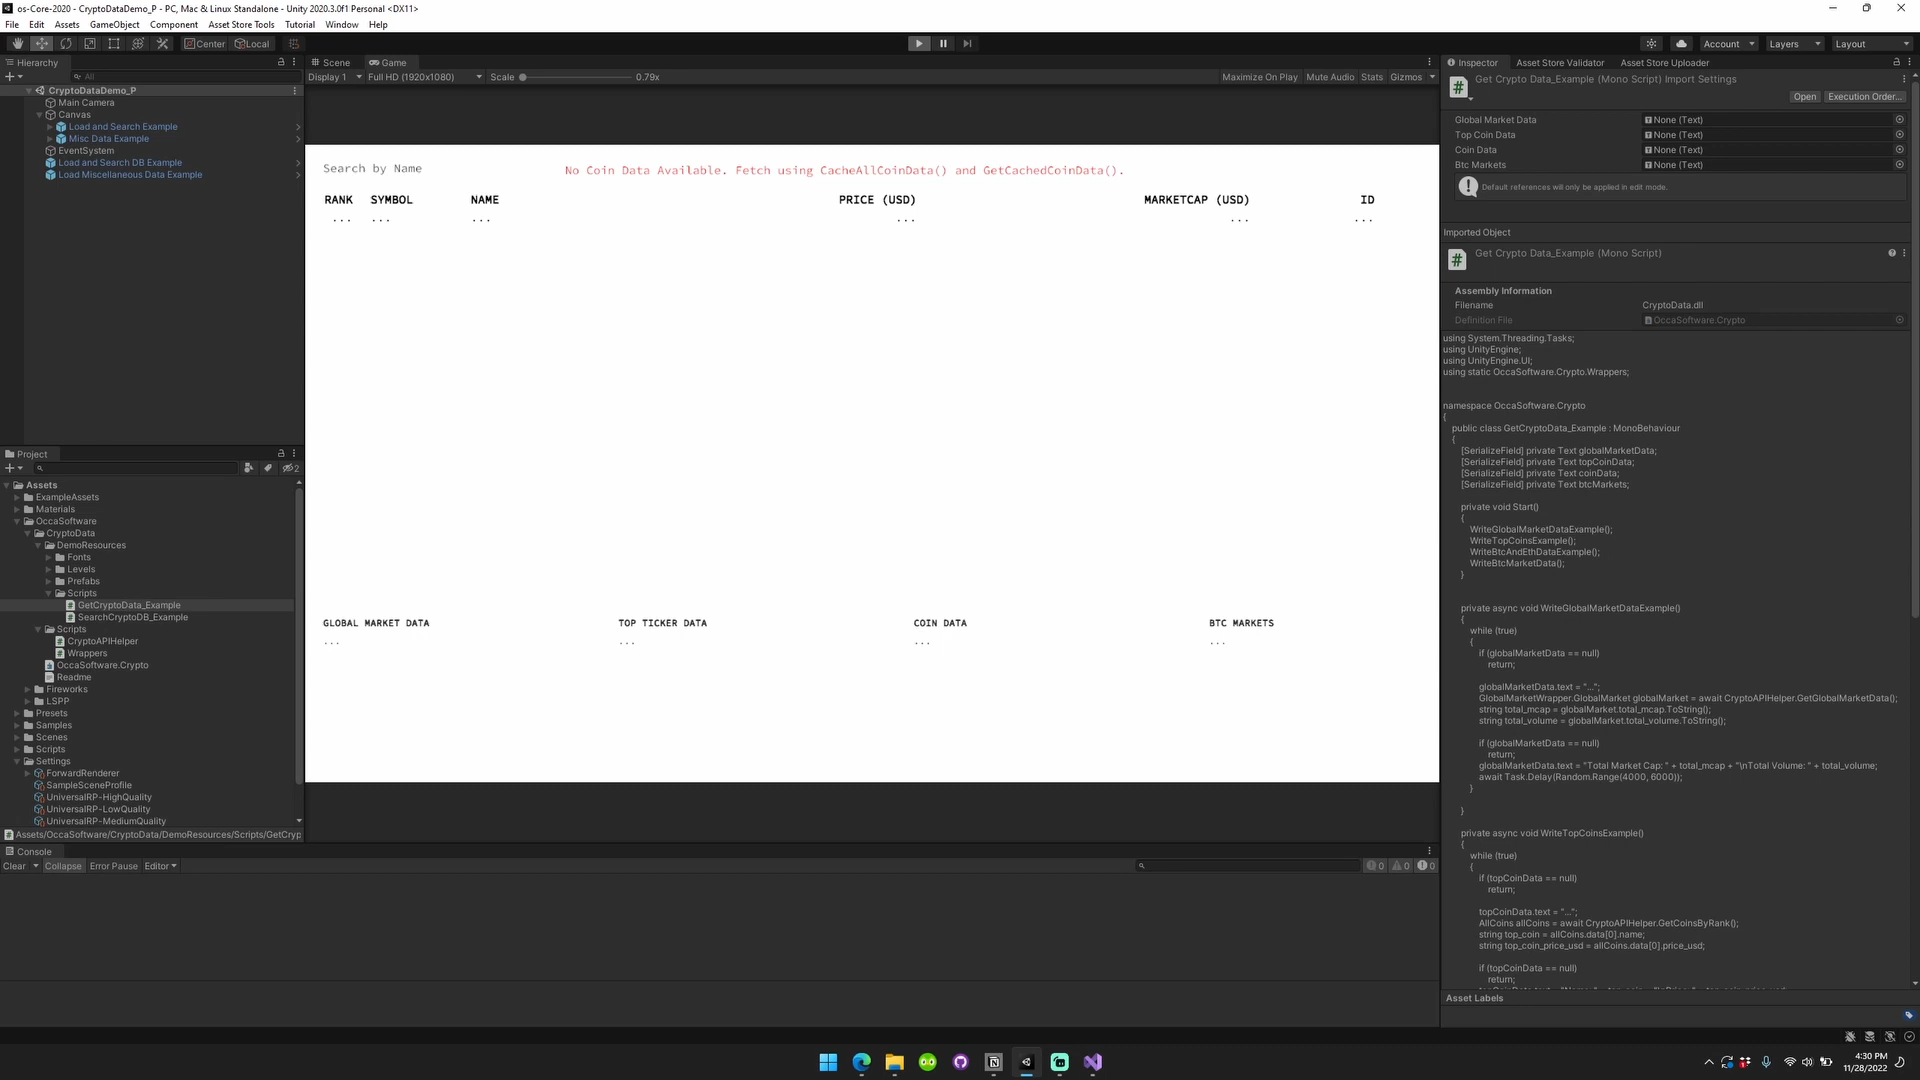 os-Core-2020 - CryptoDataDemo_P - PC, Mac & Linux Standalone - Unity 2020.3.0f1 Personal <DX11>
File Edit Assets GameObject Component Asset Store Tools Tutorial Window Help
Center Local
Account Layers Layout
Hierarchy
All
CryptoDataDemo_P
Main Camera
Canvas
Load and Search Example
Misc Data Example
EventSystem
Load and Search DB Example
Load Miscellaneous Data Example
Scene Game
Display 1 Full HD (1920x1080) Scale 0.79x Maximize On Play Mute Audio Stats Gizmos
Search by Name
No Coin Data Available. Fetch using CacheAllCoinData() and GetCachedCoinData().
RANK SYMBOL NAME PRICE (USD) MARKETCAP (USD) ID
... ... ... ... ... ...
GLOBAL MARKET DATA TOP TICKER DATA COIN DATA BTC MARKETS
... ... ... ...
Project
2
Assets
ExampleAssets
Materials
OccaSoftware
CryptoData
DemoResources
Fonts
Levels
Prefabs
Scripts
GetCryptoData_Example
SearchCryptoDB_Example
Scripts
CryptoAPIHelper
Wrappers
OccaSoftware.Crypto
Readme
Fireworks
LSPP
Presets
Samples
Scenes
Scripts
Settings
ForwardRenderer
SampleSceneProfile
UniversalRP-HighQuality
UniversalRP-LowQuality
UniversalRP-MediumQuality
Assets/OccaSoftware/CryptoData/DemoResources/Scripts/GetCryp
Console
Clear Collapse Error Pause Editor
0 0 0
Inspector Asset Store Validator Asset Store Uploader
Get Crypto Data_Example (Mono Script) Import Settings
Open Execution Order...
Global Market Data None (Text)
Top Coin Data None (Text)
Coin Data None (Text)
Btc Markets None (Text)
Default references will only be applied in edit mode.
Imported Object
Get Crypto Data_Example (Mono Script)
Assembly Information
Filename CryptoData.dll
Definition File OccaSoftware.Crypto
using System.Threading.Tasks;
using UnityEngine;
using UnityEngine.UI;
using static OccaSoftware.Crypto.Wrappers;
namespace OccaSoftware.Crypto
{
public class GetCryptoData_Example : MonoBehaviour
{
[SerializeField] private Text globalMarketData;
[SerializeField] private Text topCoinData;
[SerializeField] private Text coinData;
[SerializeField] private Text btcMarkets;
private void Start()
{
WriteGlobalMarketDataExample();
WriteTopCoinsExample();
WriteBtcAndEthDataExample();
WriteBtcMarketData();
}
private async void WriteGlobalMarketDataExample()
{
while (true)
{
if (globalMarketData == null)
return;
globalMarketData.text = "...";
GlobalMarketWrapper.GlobalMarket globalMarket = await CryptoAPIHelper.GetGlobalMarketData();
string total_mcap = globalMarket.total_mcap.ToString();
string total_volume = globalMarket.total_volume.ToString();
if (globalMarketData == null)
return;
globalMarketData.text = "Total Market Cap: " + total_mcap + "\nTotal Volume: " + total_volume;
await Task.Delay(Random.Range(4000, 6000));
}
}
private async void WriteTopCoinsExample()
{
while (true)
{
if (topCoinData == null)
return;
topCoinData.text = "...";
AllCoins allCoins = await CryptoAPIHelper.GetCoinsByRank();
string top_coin = allCoins.data[0].name;
string top_coin_price_usd = allCoins.data[0].price_usd;
if (topCoinData == null)
return;
Asset Labels
4:30 PM
11/28/2022